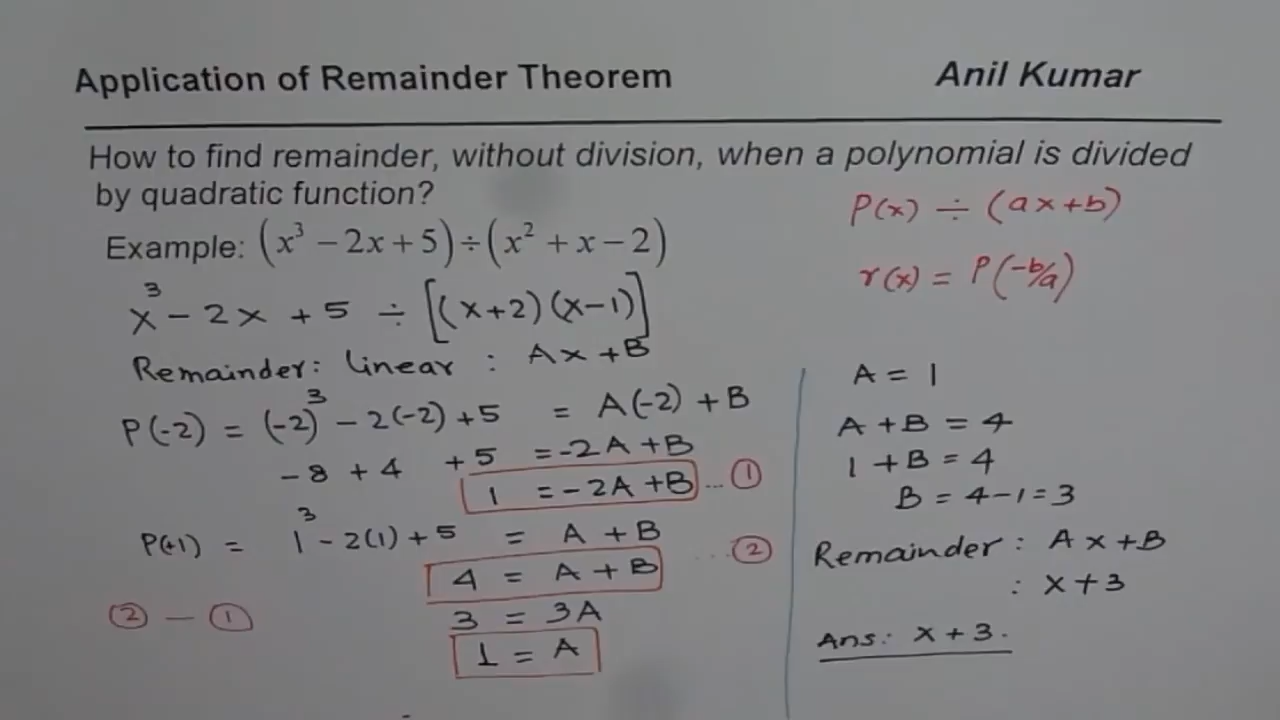 Application of Remainder Theorem
Anil Kumar
How to find remainder, without division, when a polynomial is divided
by quadratic function?
P(x) ÷ (ax+b)
r(x) = P(-b/a)
Example: (x³ − 2x + 5) ÷ (x² + x − 2)
x³ − 2x + 5 ÷ [(x+2)(x−1)]
Remainder: linear : Ax + B
P(-2) = (-2)³ − 2(-2) + 5 = A(-2) + B
-8 + 4 + 5 = -2A + B
1 = -2A + B ... ①
P(+1) = 1³ − 2(1) + 5 = A + B
4 = A + B ... ②
② − ①
3 = 3A
1 = A
A = 1
A + B = 4
1 + B = 4
B = 4−1 = 3
Remainder : Ax + B
: x + 3
Ans: x + 3.